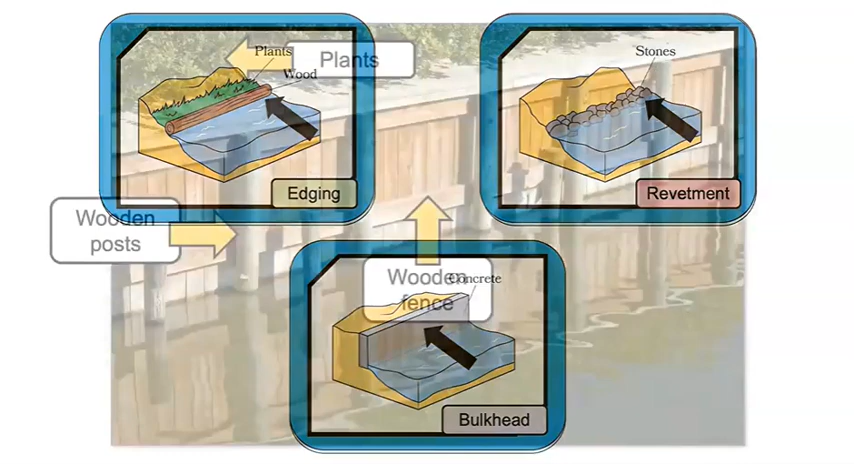 Plants
Plants
Wood
Edging
Stones
Revetment
Wooden
posts
Wooden
fence
Concrete
Bulkhead